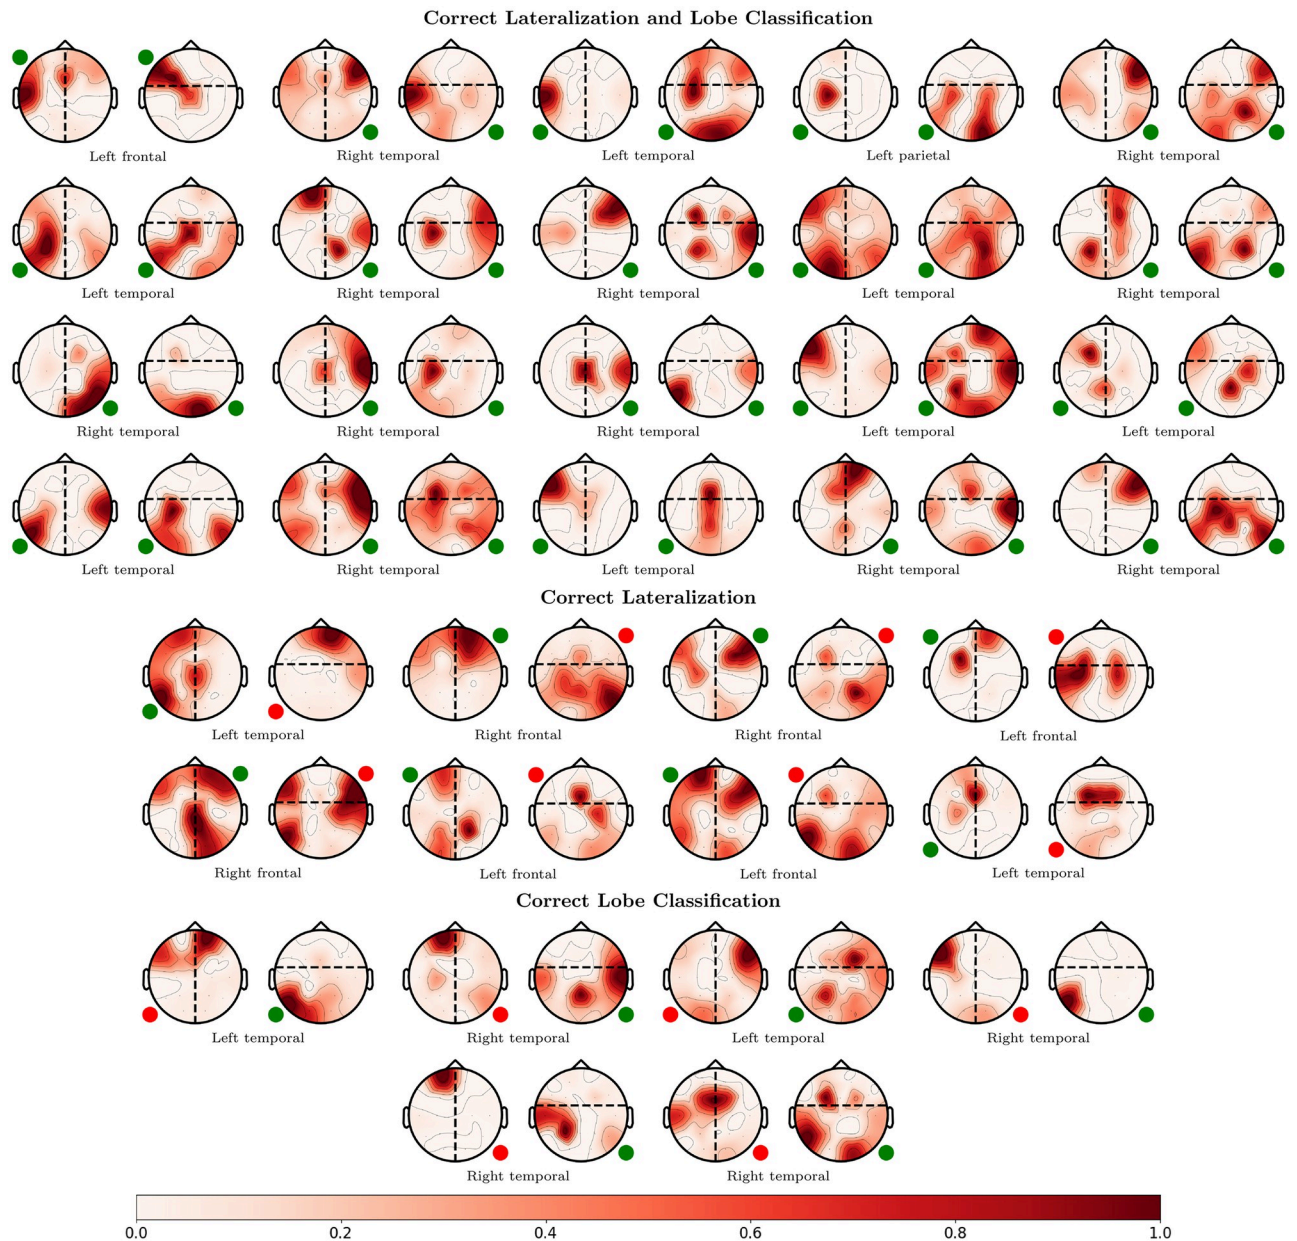 Correct Lateralization and Lobe Classification
Left frontal Right temporal Left temporal Left parietal Right temporal
Left temporal Right temporal Right temporal Left temporal Right temporal
Right temporal Right temporal Right temporal Left temporal Left temporal
Left temporal Right temporal Left temporal Right temporal Right temporal
Correct Lateralization
Left temporal Right frontal Right frontal Left frontal
Right frontal Left frontal Left frontal Left temporal
Correct Lobe Classification
Left temporal Right temporal Left temporal Right temporal
Right temporal Right temporal
0.0 0.2 0.4 0.6 0.8 1.0